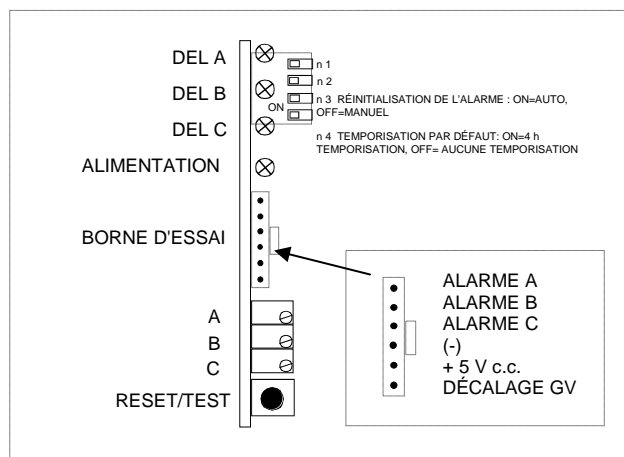 DEL A
n 1
n 2
DEL B
ON
n 3 RÉINITIALISATION DE L'ALARME : ON=AUTO,
OFF=MANUEL
DEL C
n 4 TEMPORISATION PAR DÉFAUT: ON=4 h
TEMPORISATION, OFF= AUCUNE TEMPORISATION
ALIMENTATION
BORNE D'ESSAI
A
B
C
RESET/TEST
ALARME A
ALARME B
ALARME C
(-)
+ 5 V c.c.
DÉCALAGE GV